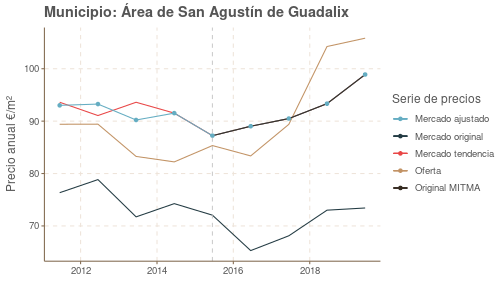 Municipio: Área de San Agustín de Guadalix
Precio anual €/m²
100
90
80
70
2012
2014
2016
2018
Serie de precios
Mercado ajustado
Mercado original
Mercado tendencia
Oferta
Original MITMA